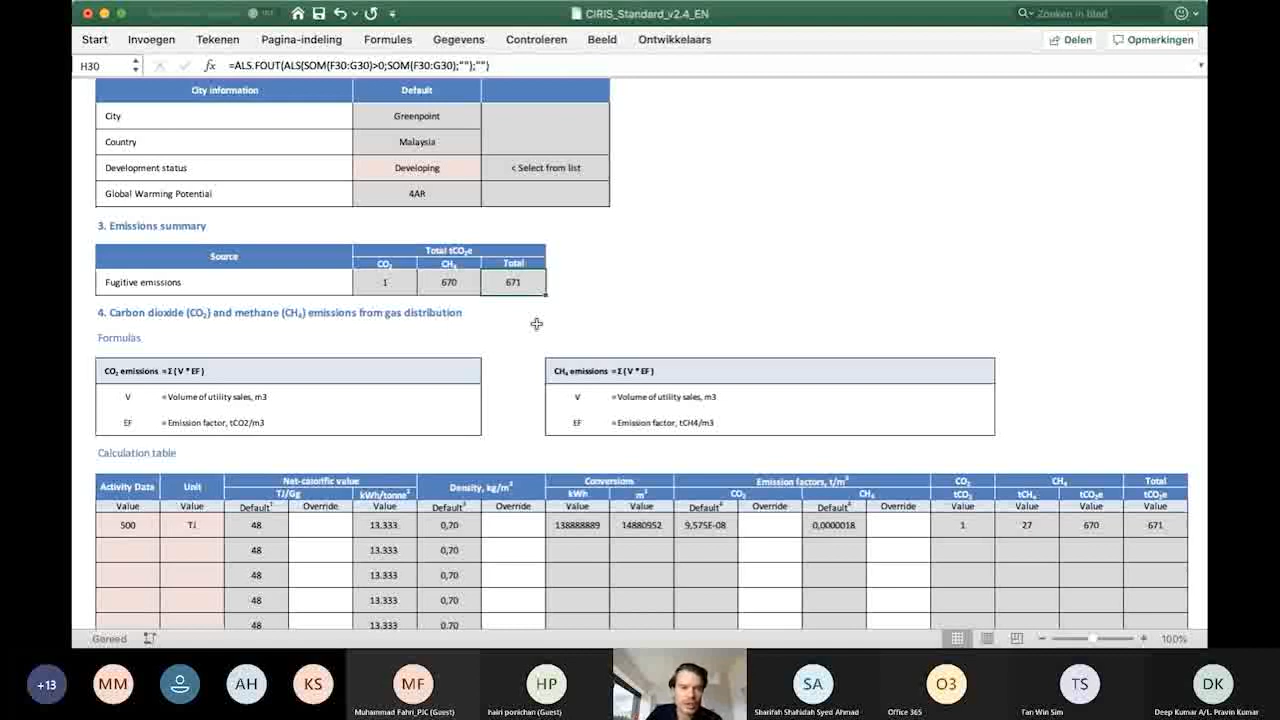 CIRIS_Standard_v2.4_EN
Zoeken in blad
Start Invoegen Tekenen Pagina-indeling Formules Gegevens Controleren Beeld Ontwikkelaars Delen Opmerkingen
H30 fx =ALS.FOUT(ALS(SOM(F30:G30)>0;SOM(F30:G30);"");"")
City information Default
City Greenpoint
Country Malaysia
Development status Developing < Select from list
Global Warming Potential 4AR
3. Emissions summary
Source Total tCO₂e
CO₂ CH₄ Total
Fugitive emissions 1 670 671
4. Carbon dioxide (CO₂) and methane (CH₄) emissions from gas distribution
Formulas
CO₂ emissions = Σ ( V * EF ) CH₄ emissions = Σ ( V * EF )
V = Volume of utility sales, m3 V = Volume of utility sales, m3
EF = Emission factor, tCO2/m3 EF = Emission factor, tCH4/m3
Calculation table
Activity Data Unit Net-calorific value Density, kg/m³ Conversions Emission factors, t/m³ CO₂ CH₄ Total
TJ/Gg kWh/tonne² kWh m³ CO₂ CH₄ tCO₂ tCH₄ tCO₂e tCO₂e
Value Value Default¹ Override Value Default³ Override Value Value Default⁴ Override Default⁴ Override Value Value Value Value
500 TJ 48 13.333 0,70 138888889 14880952 9,575E-08 0,0000018 1 27 670 671
48 13.333 0,70
48 13.333 0,70
48 13.333 0,70
48 13.333 0,70
Gereed 100%
+13 MM AH KS MF HP SA O3 TS DK
Muhammad Fahri_PJC (Guest) hairi ponichan (Guest) Sharifah Shahidah Syed Ahmad Office 365 Tan Win Sim Deep Kumar A/L Pravin Kumar